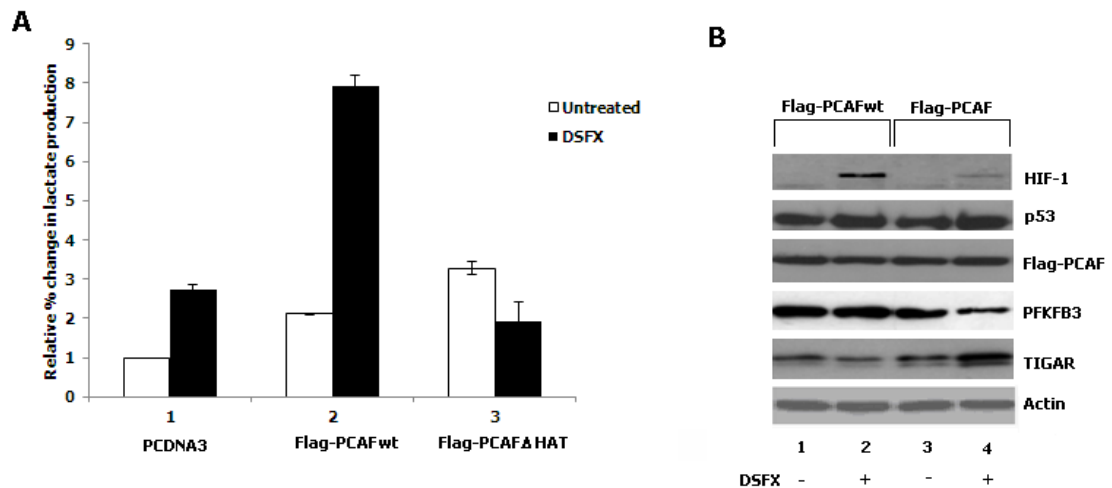 A
Relative % change in lactate production
9
8
7
6
5
4
3
2
1
0
Untreated
DSFX
1 2 3
PCDNA3 Flag-PCAFwt Flag-PCAFΔHAT
B
Flag-PCAFwt Flag-PCAF
HIF-1
p53
Flag-PCAF
PFKFB3
TIGAR
Actin
1 2 3 4
DSFX - + - +